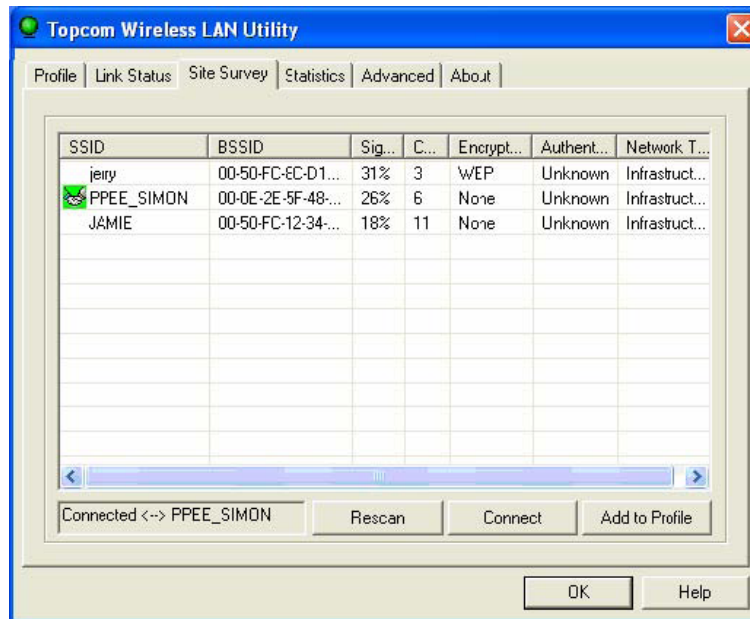 Topcom Wireless LAN Utility
Profile Link Status Site Survey Statistics Advanced About
SSID BSSID Sig... C... Encrypt... Authent... Network T...
jerry 00-50-FC-EC-D1... 31% 3 WEP Unknown Infrastruct...
PPEE_SIMON 00-0E-2E-5F-48-... 26% 6 None Unknown Infrastruct...
JAMIE 00-50-FC-12-34-... 18% 11 None Unknown Infrastruct...
Connected <--> PPEE_SIMON Rescan Connect Add to Profile
OK Help